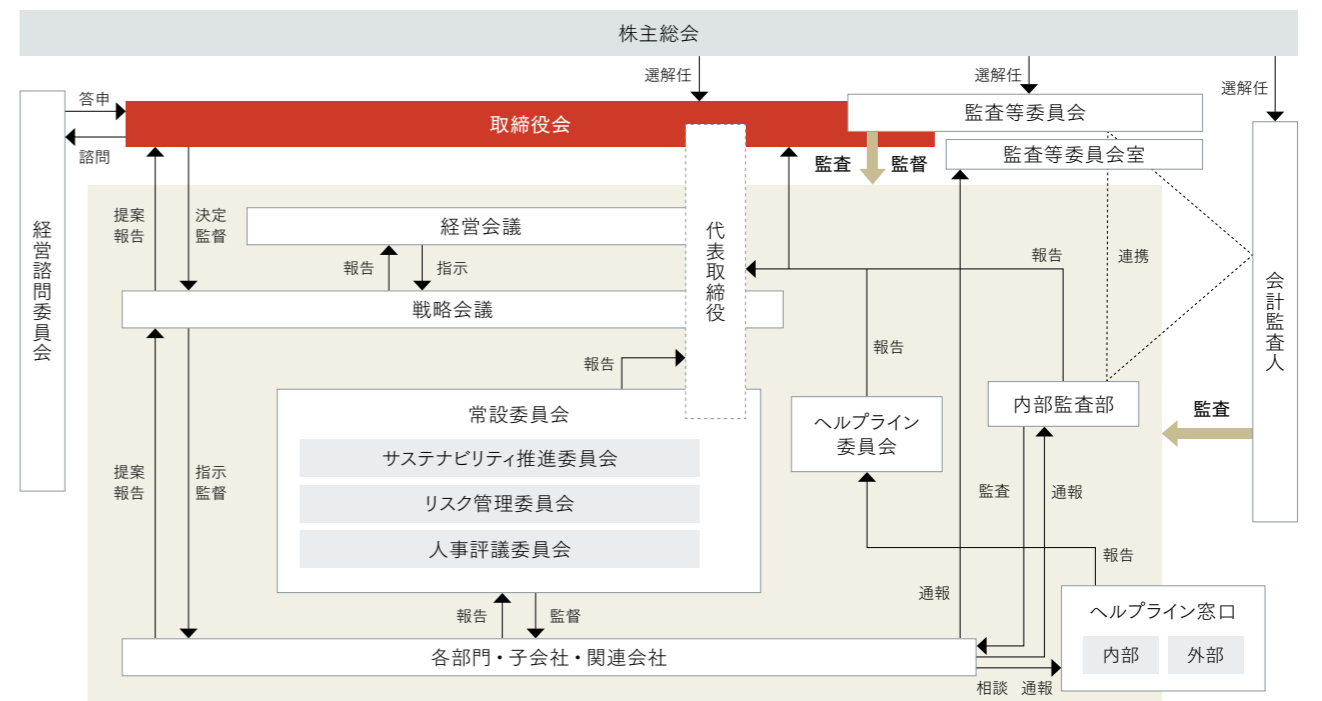 株主総会
選解任
選解任
選解任
答申
諮問
取締役会
監査等委員会
監査等委員会室
監査
監督
経営諮問委員会
提案
報告
決定
監督
経営会議
報告
指示
戦略会議
代表取締役
報告
連携
会計監査人
報告
報告
常設委員会
サステナビリティ推進委員会
リスク管理委員会
人事評議委員会
ヘルプライン
委員会
内部監査部
監査
提案
報告
指示
監督
監査
通報
報告
通報
報告
監督
各部門・子会社・関連会社
ヘルプライン窓口
内部
外部
相談
通報